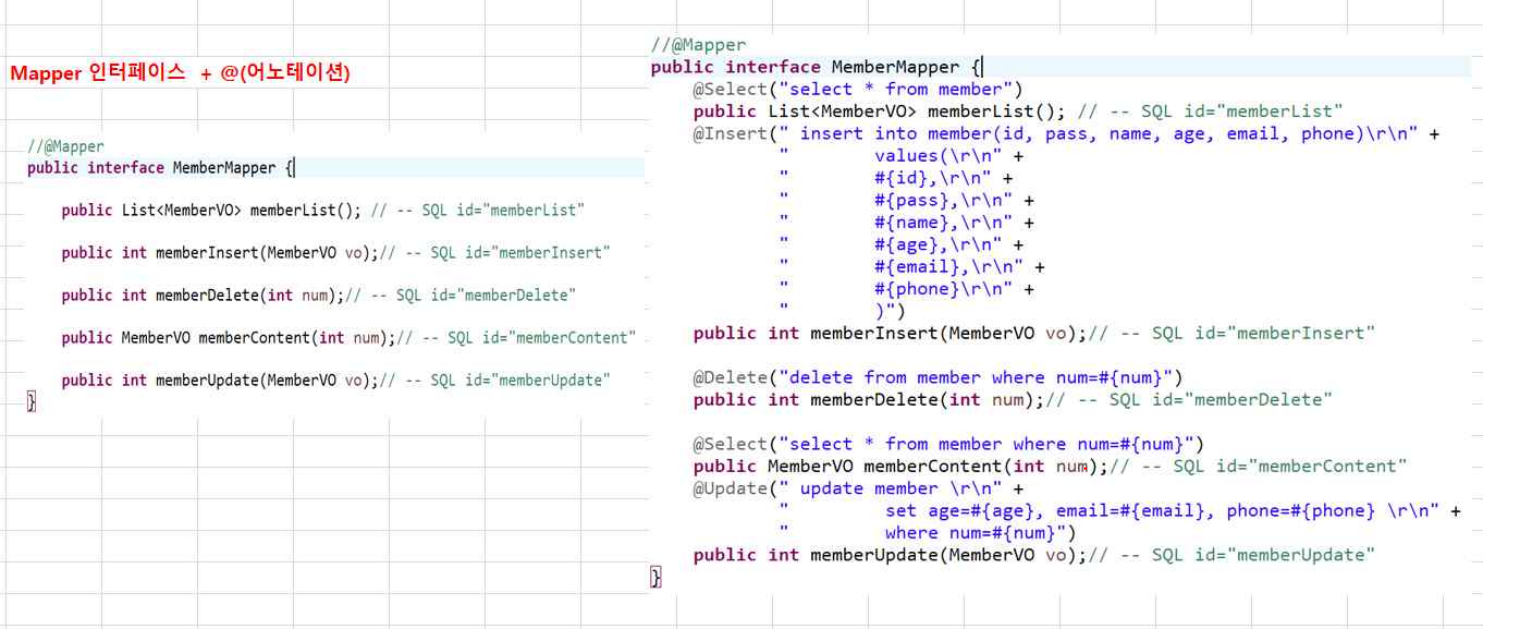 Mapper 인터페이스 + @(어노테이션)
//@Mapper
public interface MemberMapper {
public List<MemberVO> memberList(); // -- SQL id="memberList"
public int memberInsert(MemberVO vo);// -- SQL id="memberInsert"
public int memberDelete(int num);// -- SQL id="memberDelete"
public MemberVO memberContent(int num);// -- SQL id="memberContent"
public int memberUpdate(MemberVO vo);// -- SQL id="memberUpdate"
}
//@Mapper
public interface MemberMapper {
@Select("select * from member")
public List<MemberVO> memberList(); // -- SQL id="memberList"
@Insert(" insert into member(id, pass, name, age, email, phone)\r\n" +
" values(\r\n" +
" #{id},\r\n" +
" #{pass},\r\n" +
" #{name},\r\n" +
" #{age},\r\n" +
" #{email},\r\n" +
" #{phone}\r\n" +
" )")
public int memberInsert(MemberVO vo);// -- SQL id="memberInsert"
@Delete("delete from member where num=#{num}")
public int memberDelete(int num);// -- SQL id="memberDelete"
@Select("select * from member where num=#{num}")
public MemberVO memberContent(int num);// -- SQL id="memberContent"
@Update(" update member \r\n" +
" set age=#{age}, email=#{email}, phone=#{phone} \r\n" +
" where num=#{num}")
public int memberUpdate(MemberVO vo);// -- SQL id="memberUpdate"
}